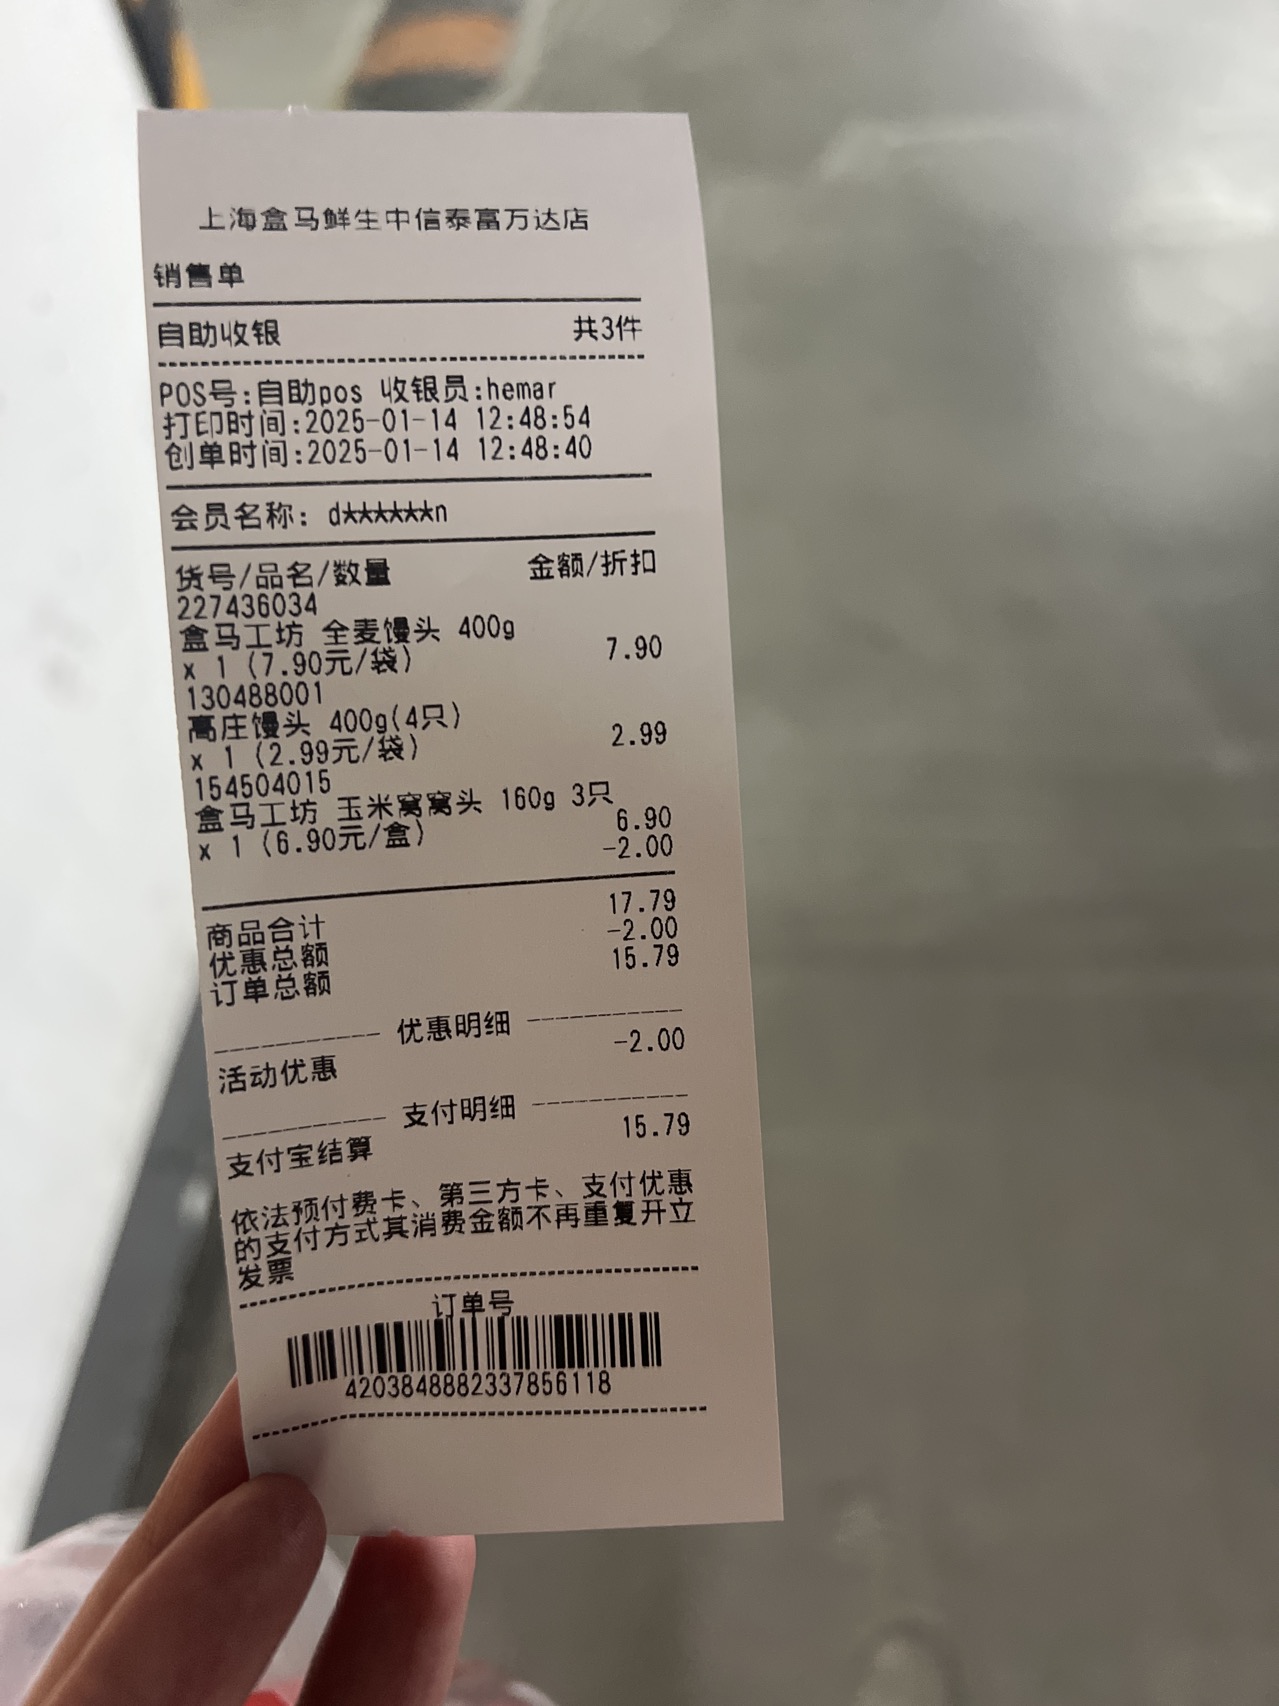 上海盒马鲜生中信泰富万达店
销售单
自助收银 共3件
POS号:自助pos 收银员:hemar
打印时间:2025-01-14 12:48:54
创单时间:2025-01-14 12:48:40
会员名称: d******n
货号/品名/数量 金额/折扣
227436034
盒马工坊 全麦馒头 400g
x 1 (7.90元/袋) 7.90
130488001
高庄馒头 400g(4只)
x 1 (2.99元/袋) 2.99
154504015
盒马工坊 玉米窝窝头 160g 3只
x 1 (6.90元/盒) 6.90
-2.00
商品合计 17.79
优惠总额 -2.00
订单总额 15.79
优惠明细
活动优惠 -2.00
支付明细
支付宝结算 15.79
依法预付费卡、第三方卡、支付优惠
的支付方式其消费金额不再重复开立
发票
订单号
4203848882337856118